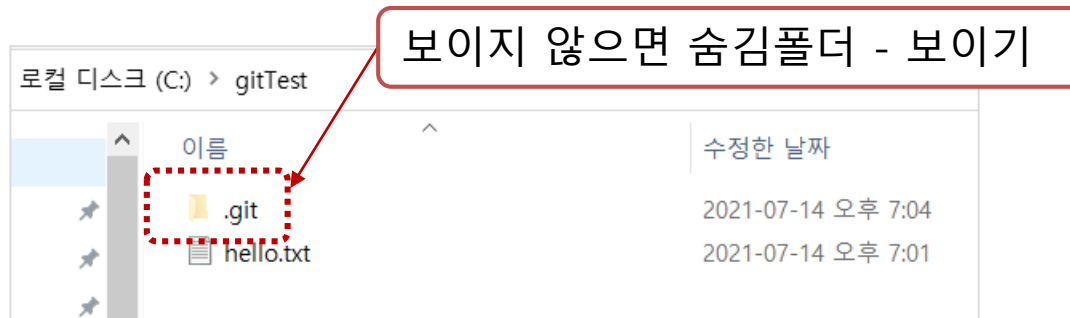 보이지 않으면 숨김폴더 - 보이기
로컬 디스크 (C:) > gitTest
이름 수정한 날짜
.git 2021-07-14 오후 7:04
hello.txt 2021-07-14 오후 7:01